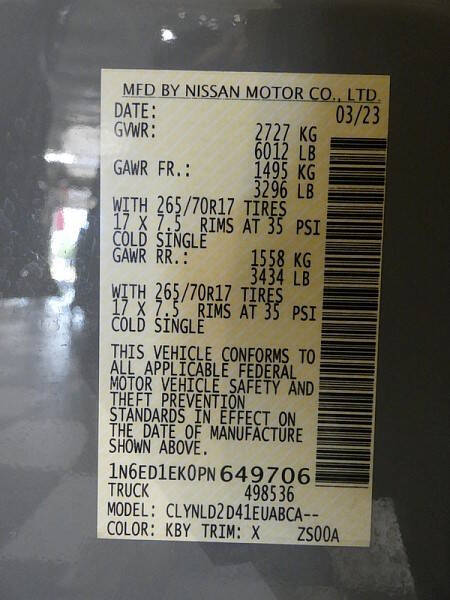 MFD BY NISSAN MOTOR CO., LTD.
DATE: 03/23
GVWR: 2727 KG
6012 LB
GAWR FR.: 1495 KG
3296 LB
WITH 265/70R17 TIRES
17 X 7.5 RIMS AT 35 PSI
COLD SINGLE
GAWR RR.: 1558 KG
3434 LB
WITH 265/70R17 TIRES
17 X 7.5 RIMS AT 35 PSI
COLD SINGLE
THIS VEHICLE CONFORMS TO
ALL APPLICABLE FEDERAL
MOTOR VEHICLE SAFETY AND
THEFT PREVENTION
STANDARDS IN EFFECT ON
THE DATE OF MANUFACTURE
SHOWN ABOVE.
1N6ED1EK0PN649706
TRUCK 498536
MODEL: CLYNLD2D41EUABCA--
COLOR: KBY TRIM: X ZS00A